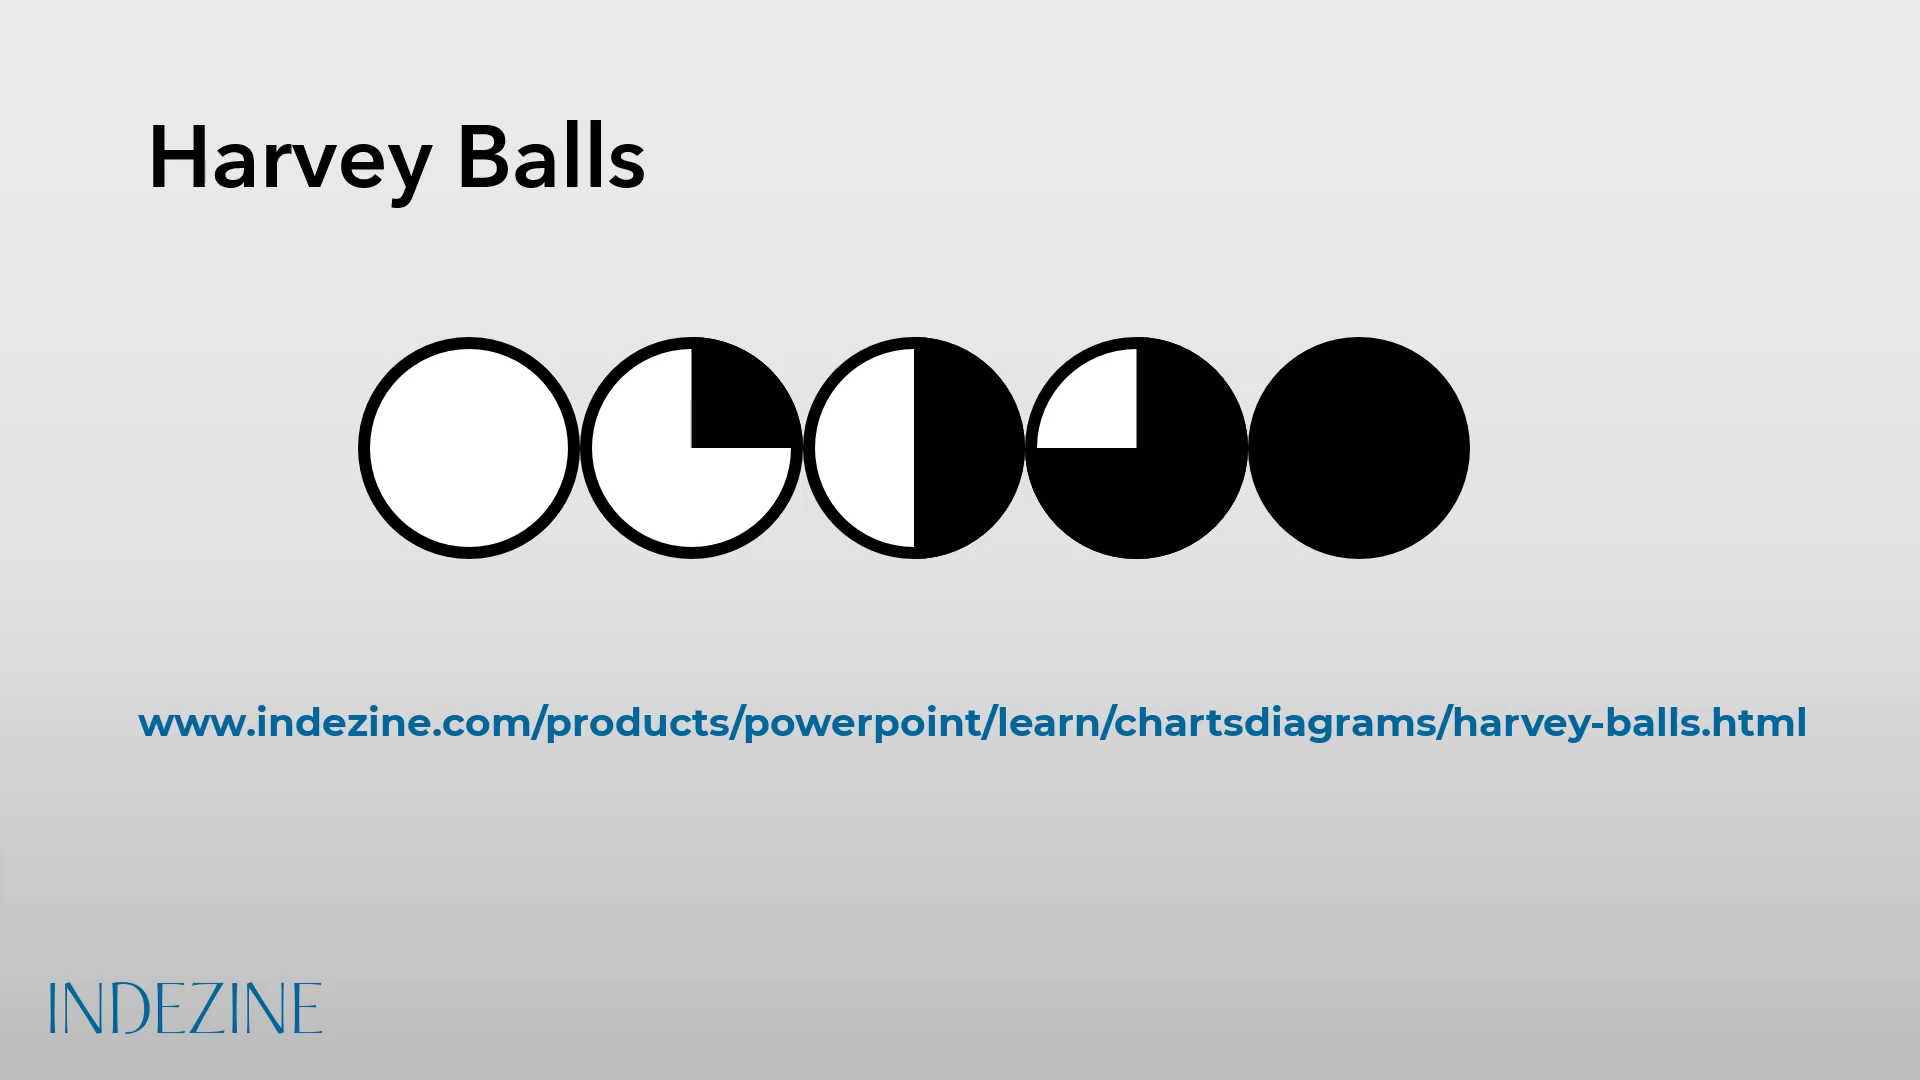 Harvey Balls
www.indezine.com/products/powerpoint/learn/chartsdiagrams/harvey-balls.html
INDEZINE